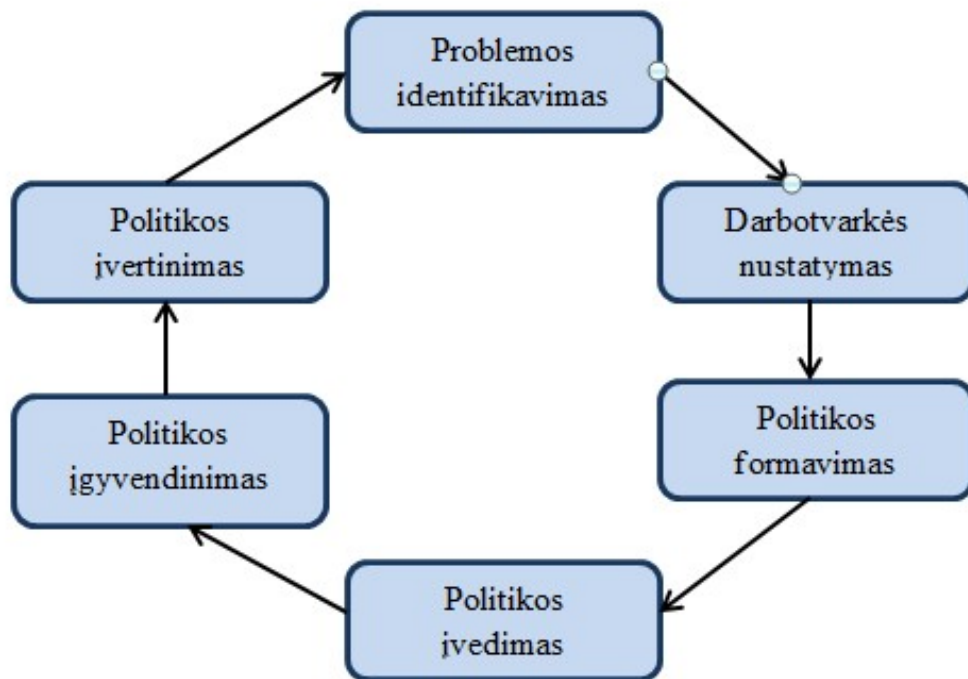 Problemos
identifikavimas
Darbotvarkės
nustatymas
Politikos
formavimas
Politikos
įvedimas
Politikos
įgyvendinimas
Politikos
įvertinimas